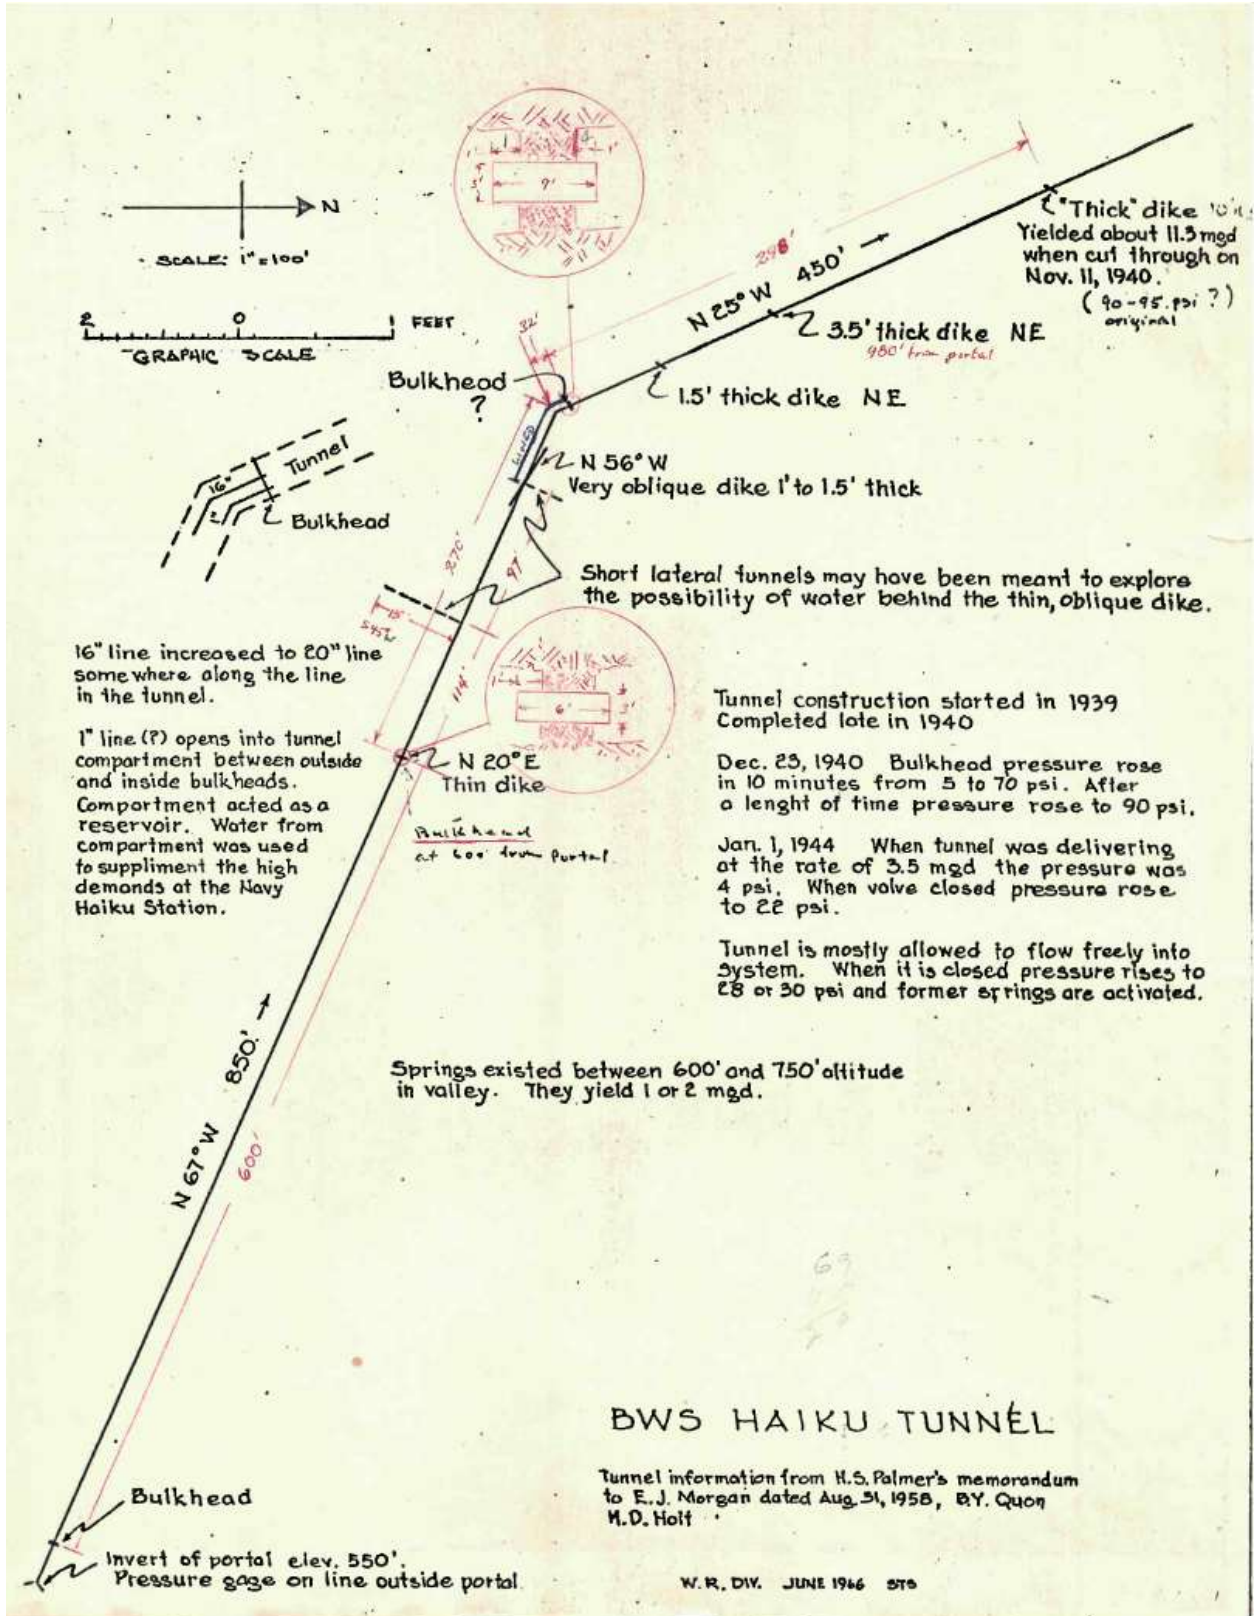 N
SCALE: 1"=100'
2 0 1 FEET
GRAPHIC SCALE
1'
1'
3'
9'
298'
N 25° W 450'
"Thick" dike
Yielded about 11.3 mgd
when cut through on
Nov. 11, 1940.
(90-95 psi?)
original
3.5' thick dike NE
980' from portal
1.5' thick dike NE
32'
Bulkhead
?
LINED
N 56° W
Very oblique dike 1' to 1.5' thick
Tunnel
16"
Bulkhead
270'
97'
Short lateral tunnels may have been meant to explore
the possibility of water behind the thin, oblique dike.
15'
S45W
114'
1'
6'
3'
16" line increased to 20" line
somewhere along the line
in the tunnel.
1" line (?) opens into tunnel
compartment between outside
and inside bulkheads.
Compartment acted as a
reservoir. Water from
compartment was used
to suppliment the high
demands at the Navy
Haiku Station.
N 20° E
Thin dike
Bulkhead
at 600' from Portal
Tunnel construction started in 1939
Completed late in 1940
Dec. 23, 1940 Bulkhead pressure rose
in 10 minutes from 5 to 70 psi. After
a lenght of time pressure rose to 90 psi.
Jan. 1, 1944 When tunnel was delivering
at the rate of 3.5 mgd the pressure was
4 psi. When valve closed pressure rose
to 22 psi.
Tunnel is mostly allowed to flow freely into
system. When it is closed pressure rises to
28 or 30 psi and former springs are activated.
Springs existed between 600' and 750' altitude
in valley. They yield 1 or 2 mgd.
N 67° W 850'
600'
BWS HAIKU TUNNEL
Tunnel information from H.S. Palmer's memorandum
to E.J. Morgan dated Aug 31, 1958, B.Y. Quon
H.D. Holt
Bulkhead
Invert of portal elev. 550'.
Pressure gage on line outside portal
W.R. DIV. JUNE 1966 STS